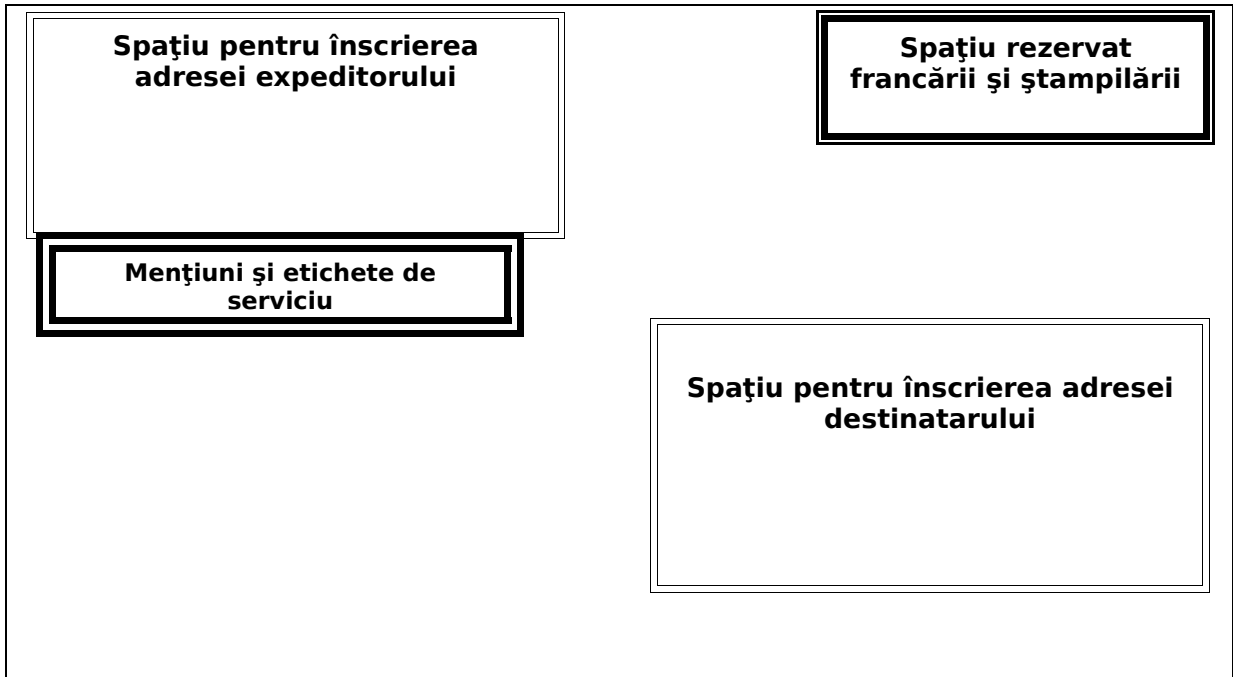 Spaţiu pentru înscrierea
adresei expeditorului
Spaţiu rezervat
francării şi ştampilării
Menţiuni şi etichete de
serviciu
Spaţiu pentru înscrierea adresei
destinatarului